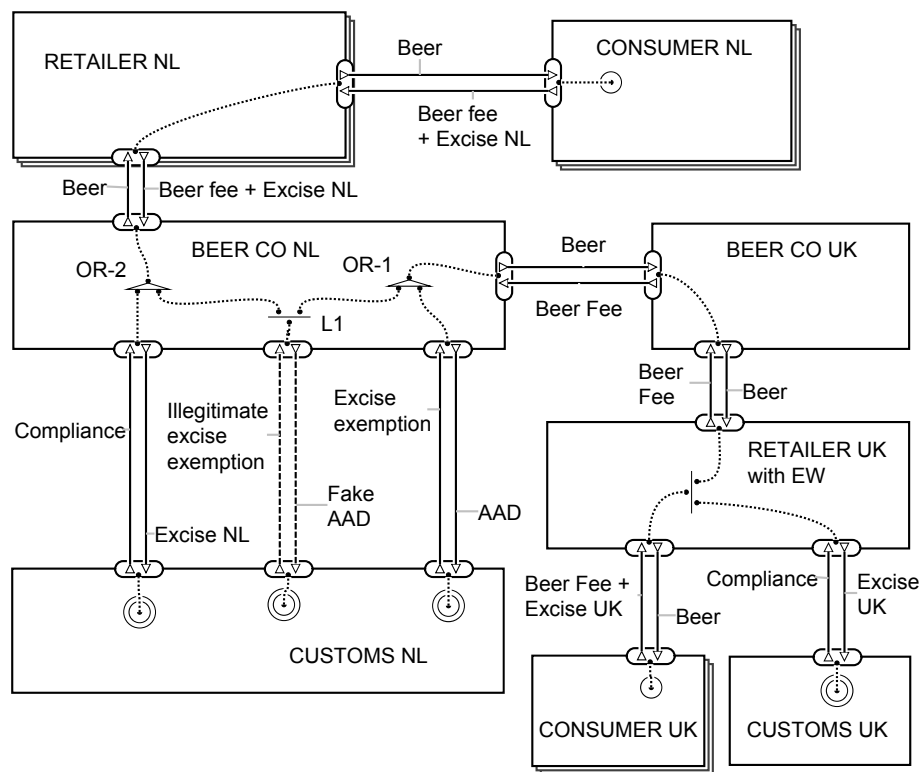 RETAILER NL
Beer
CONSUMER NL
Beer fee
+ Excise NL
Beer
Beer fee + Excise NL
BEER CO NL
OR-2
OR-1
L1
Beer
Beer Fee
BEER CO UK
Compliance
Illegitimate
excise
exemption
Excise
exemption
Beer
Fee
Beer
RETAILER UK
with EW
Fake
AAD
AAD
Excise NL
Beer Fee +
Excise UK
Beer
Compliance
Excise
UK
CUSTOMS NL
CONSUMER UK
CUSTOMS UK